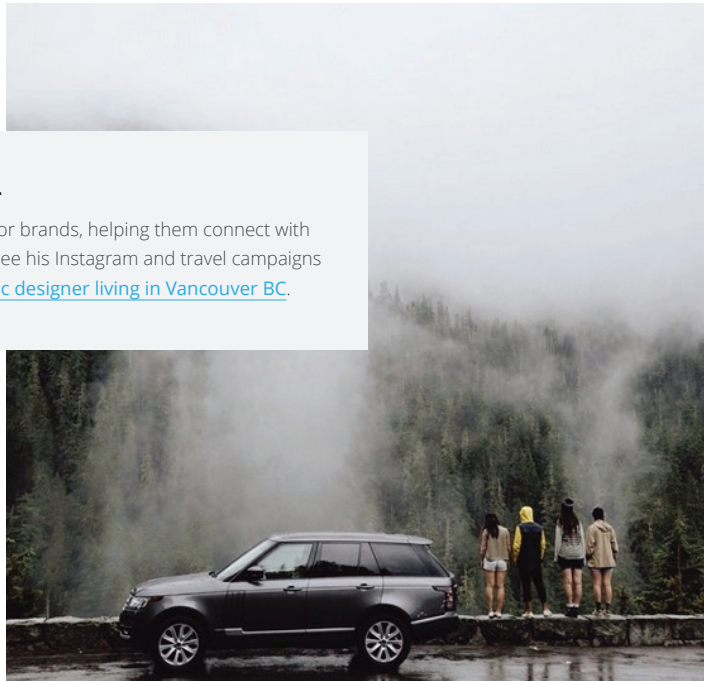 or brands, helping them connect with
ee his Instagram and travel campaigns
c designer living in Vancouver BC.